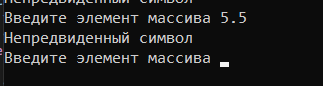 Непредвиденный символ
Введите элемент массива 5.5
Непредвиденный символ
Введите элемент массива